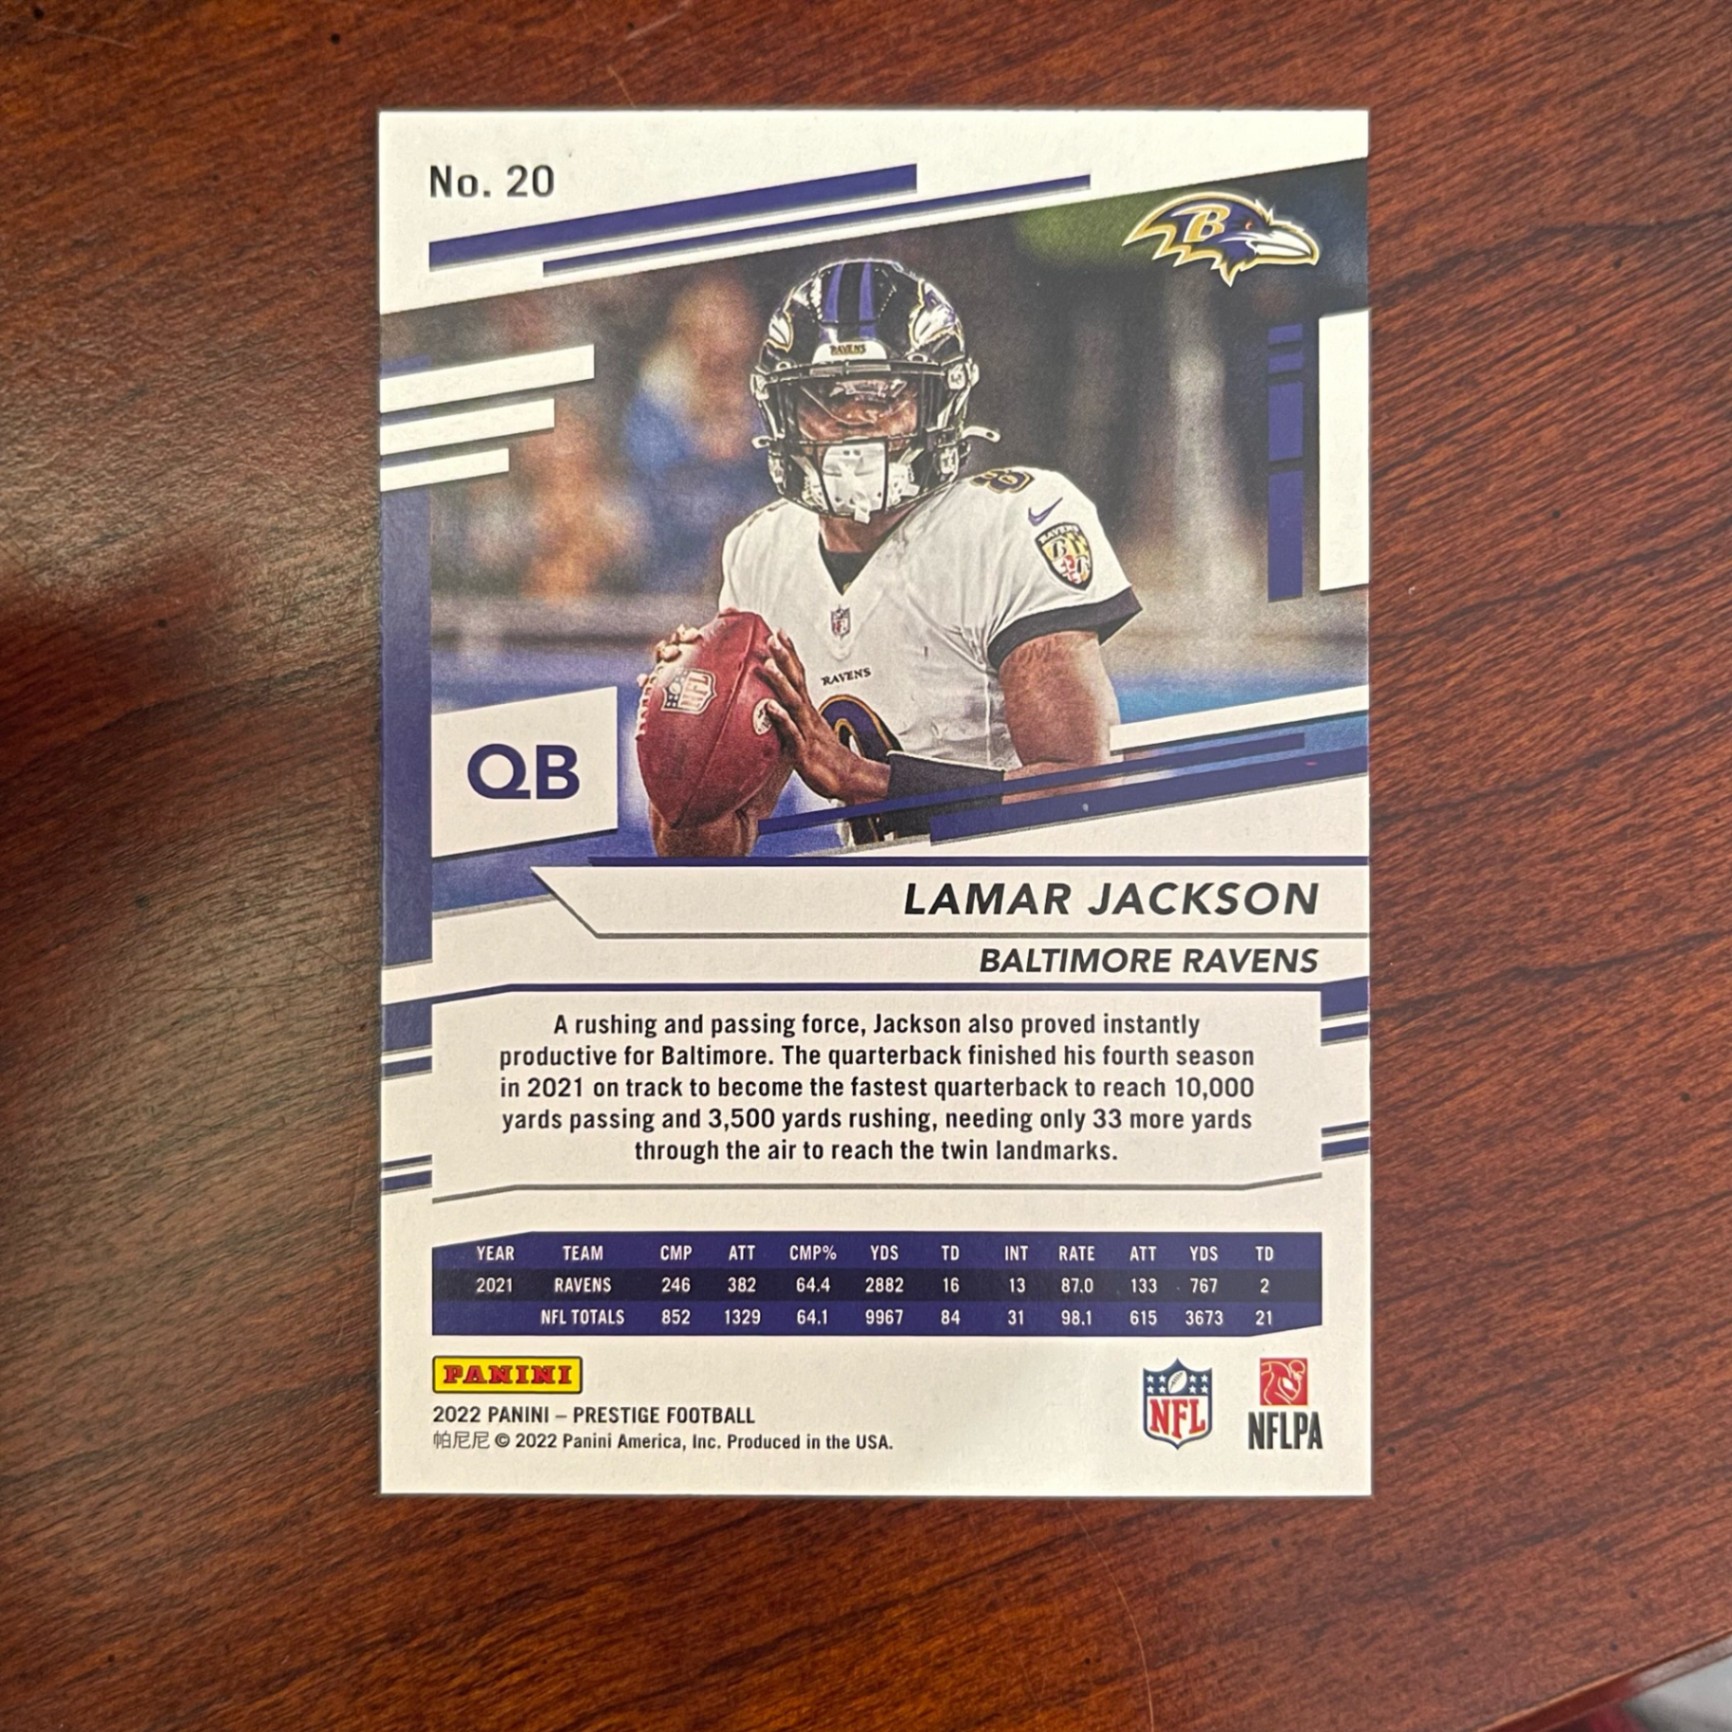 No. 20
B
RAVENS
8
RAVENS
B
NFL
RAVENS
QB
LAMAR JACKSON
BALTIMORE RAVENS
A rushing and passing force, Jackson also proved instantly
productive for Baltimore. The quarterback finished his fourth season
in 2021 on track to become the fastest quarterback to reach 10,000
yards passing and 3,500 yards rushing, needing only 33 more yards
through the air to reach the twin landmarks.
YEAR TEAM CMP ATT CMP% YDS TD INT RATE ATT YDS TD
2021 RAVENS 246 382 64.4 2882 16 13 87.0 133 767 2
NFL TOTALS 852 1329 64.1 9967 84 31 98.1 615 3673 21
PANINI
2022 PANINI – PRESTIGE FOOTBALL
帕尼尼 © 2022 Panini America, Inc. Produced in the USA.
NFL
NFLPA